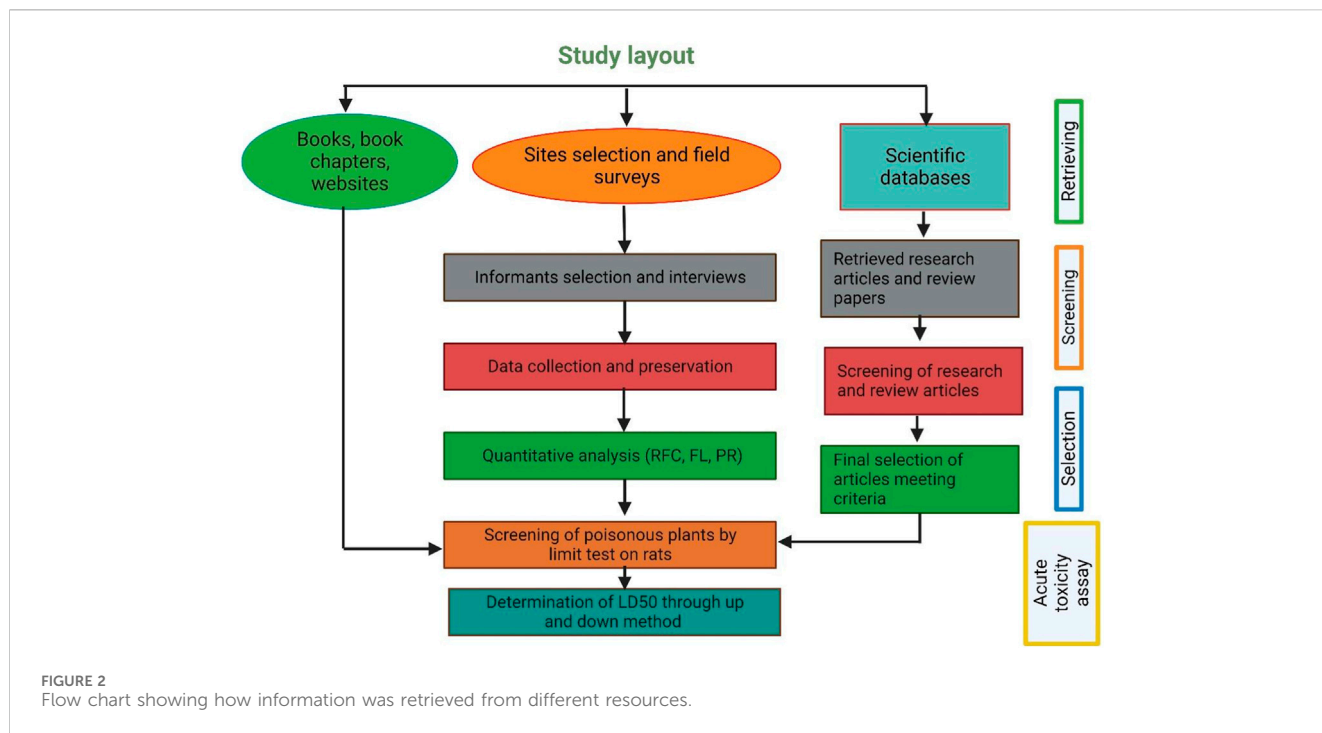 Study layout
Books, book
chapters,
websites
Sites selection and field
surveys
Scientific
databases
Retrieving
Informants selection and interviews
Retrieved research
articles and review
papers
Screening
Data collection and preservation
Screening of research
and review articles
Quantitative analysis (RFC, FL, PR)
Final selection of
articles meeting
criteria
Selection
Screening of poisonous plants by
limit test on rats
Determination of LD50 through up
and down method
Acute
toxicity
assay
FIGURE 2
Flow chart showing how information was retrieved from different resources.